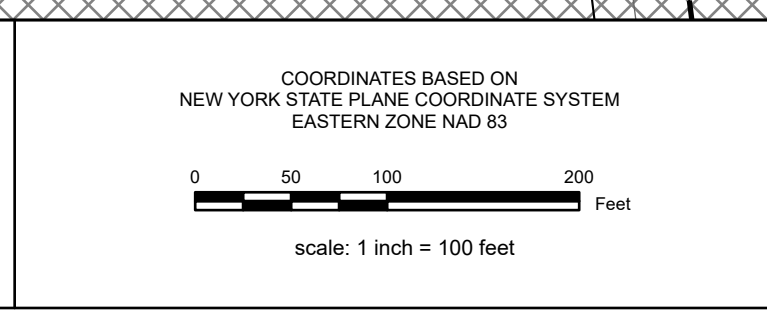 COORDINATES BASED ON
NEW YORK STATE PLANE COORDINATE SYSTEM
EASTERN ZONE NAD 83
0 50 100 200
Feet
scale: 1 inch = 100 feet